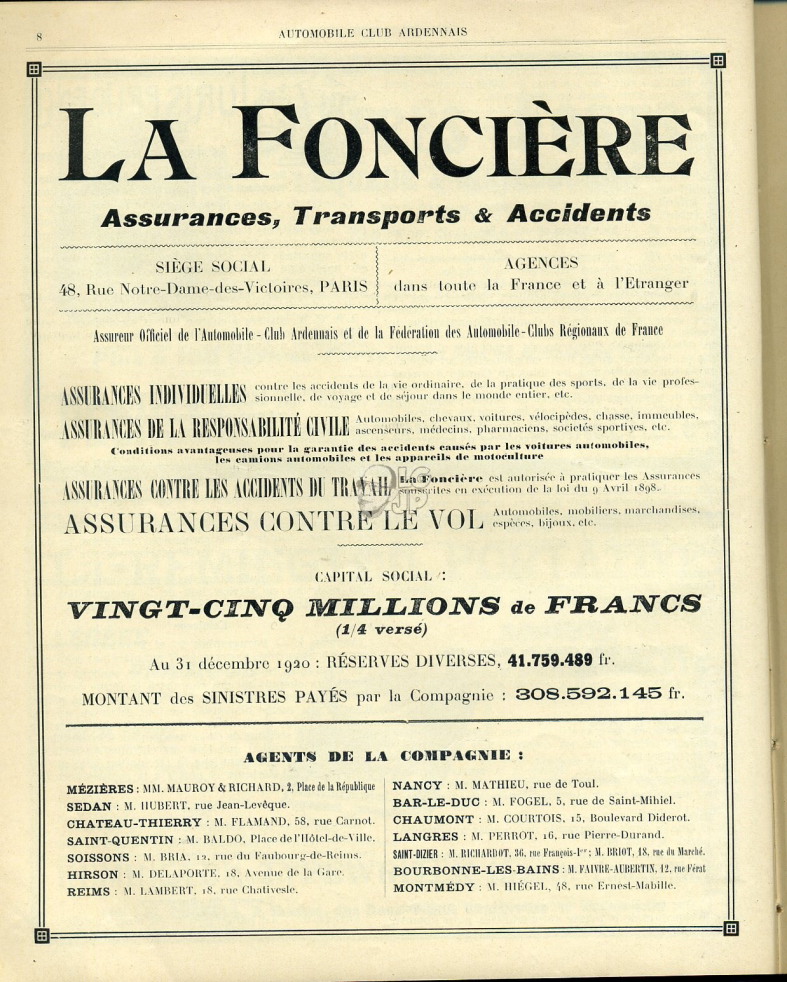 8
AUTOMOBILE CLUB ARDENNAIS
LA FONCIÈRE
Assurances, Transports & Accidents
SIÈGE SOCIAL
48, Rue Notre-Dame-des-Victoires, PARIS
AGENCES
dans toute la France et à l'Etranger
Assureur Officiel de l'Automobile-Club Ardennais et de la Fédération des Automobile-Clubs Régionaux de France
ASSURANCES INDIVIDUELLES contre les accidents de la vie ordinaire, de la pratique des sports, de la vie profes-
sionnelle, de voyage et de séjour dans le monde entier, etc.
ASSURANCES DE LA RESPONSABILITÉ CIVILE Automobiles, chevaux, voitures, vélocipèdes, chasse, immeubles,
ascenseurs, médecins, pharmaciens, societés sportives, etc.
Conditions avantageuses pour la garantie des accidents causés par les voitures automobiles,
les camions automobiles et les appareils de motoculture
ASSURANCES CONTRE LES ACCIDENTS DU TRAVAIL La Foncière est autorisée à pratiquer les Assurances
souscrites en exécution de la loi du 9 Avril 1898.
ASSURANCES CONTRE LE VOL Automobiles, mobiliers, marchandises,
espèces, bijoux, etc.
CAPITAL SOCIAL :
VINGT-CINQ MILLIONS de FRANCS
(1/4 versé)
Au 31 décembre 1920 : RÉSERVES DIVERSES, 41.759.489 fr.
MONTANT des SINISTRES PAYÉS par la Compagnie : 308.592.145 fr.
AGENTS DE LA COMPAGNIE :
MÉZIÈRES : MM. MAUROY & RICHARD, 2, Place de la République
SEDAN : M. HUBERT, rue Jean-Levêque.
CHATEAU-THIERRY : M. FLAMAND, 58, rue Carnot.
SAINT-QUENTIN : M. BALDO, Place de l'Hôtel-de-Ville.
SOISSONS : M. BRIA, 12, rue du Faubourg-de-Reims.
HIRSON : M. DELAPORTE, 18, Avenue de la Gare.
REIMS : M. LAMBERT, 18, rue Chativesle.
NANCY : M. MATHIEU, rue de Toul.
BAR-LE-DUC : M. FOGEL, 5, rue de Saint-Mihiel.
CHAUMONT : M. COURTOIS, 15, Boulevard Diderot.
LANGRES : M. PERROT, 16, rue Pierre-Durand.
SAINT-DIZIER : M. RICHARDOT, 36, rue François-Ier ; M. BRIOT, 18, rue du Marché.
BOURBONNE-LES-BAINS : M. FAIVRE-AUBERTIN, 12, rue Férat
MONTMÉDY : M. HIÉGEL, 48, rue Ernest-Mabille.